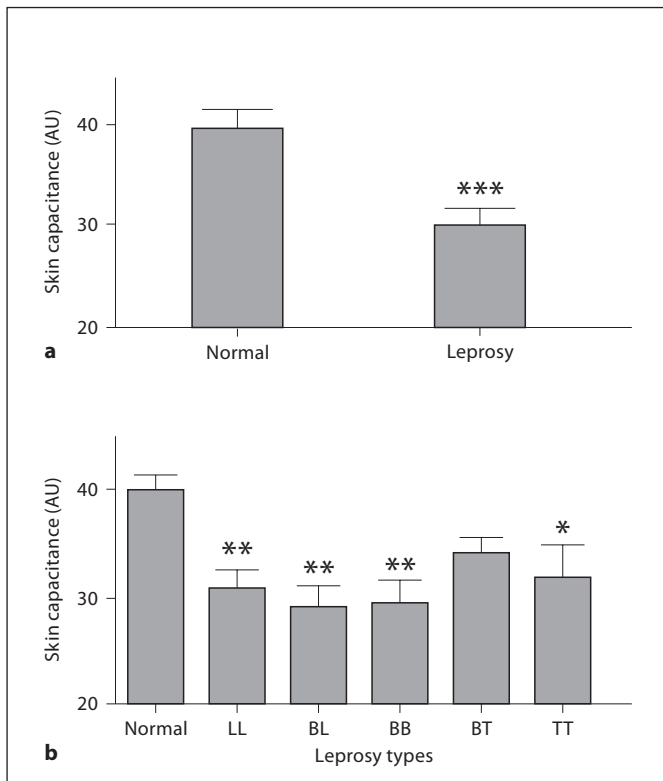 Skin capacitance (AU)
40
30
20
***
Normal
Leprosy
a
Skin capacitance (AU)
40
30
20
**
**
**
*
Normal
LL
BL
BB
BT
TT
Leprosy types
b